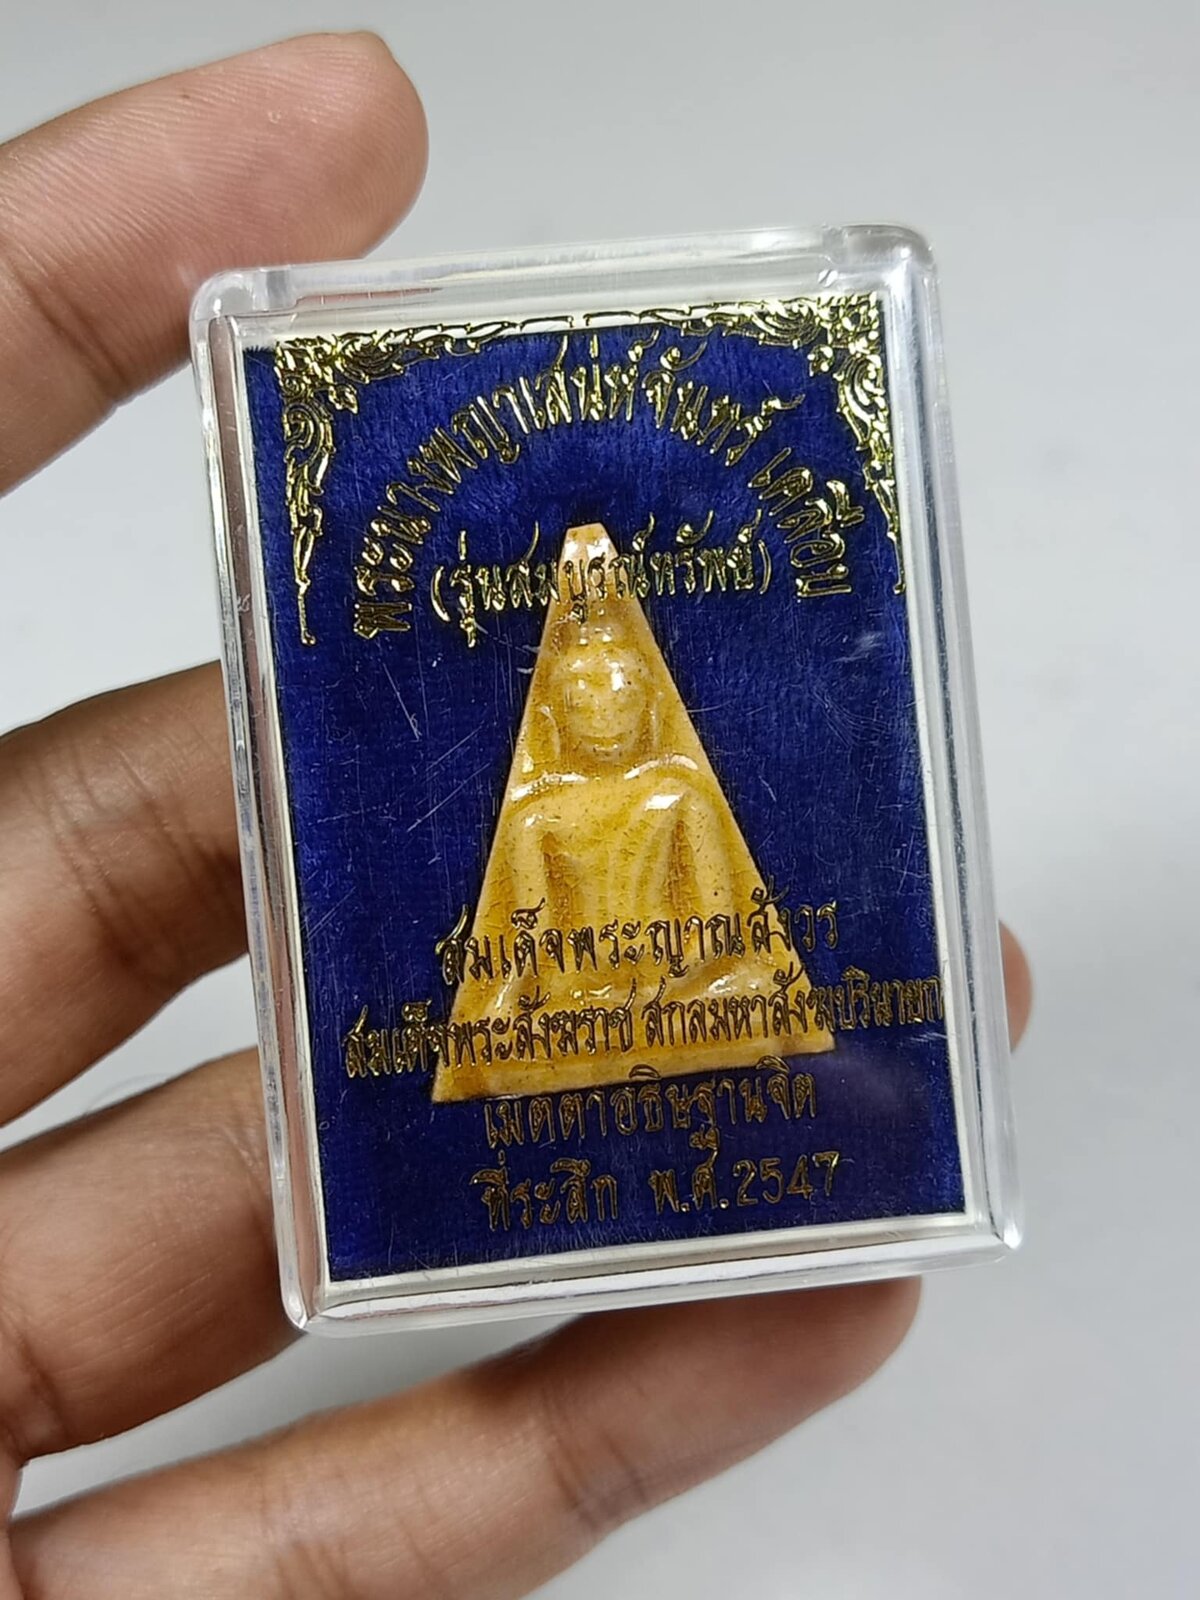 พระนางพญาเสน่ห์จันทร์ เคลือบ
(รุ่นสมบูรณ์ทรัพย์)
สมเด็จพระญาณสังวร
สมเด็จพระสังฆราช สกลมหาสังฆปรินายก
เมตตาอธิษฐานจิต
ที่ระลึก พ.ศ.2547